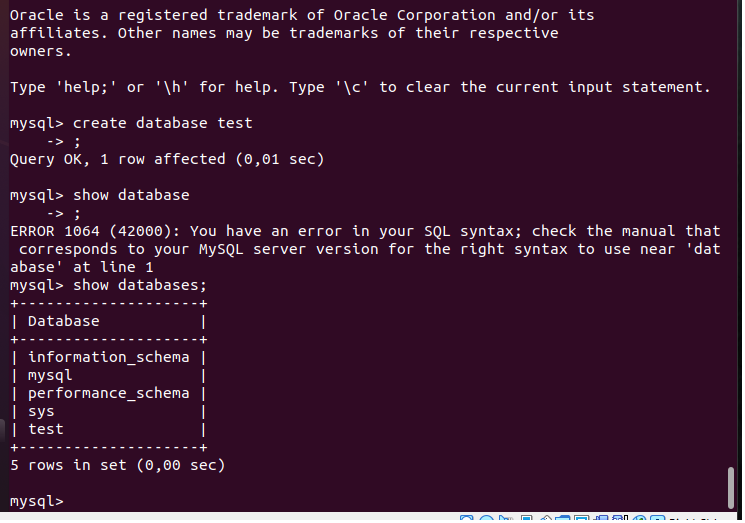 Oracle is a registered trademark of Oracle Corporation and/or its
affiliates. Other names may be trademarks of their respective
owners.
Type 'help;' or '\h' for help. Type '\c' to clear the current input statement.
mysql> create database test
    -> ;
Query OK, 1 row affected (0,01 sec)
mysql> show database
    -> ;
ERROR 1064 (42000): You have an error in your SQL syntax; check the manual that
 corresponds to your MySQL server version for the right syntax to use near 'dat
abase' at line 1
mysql> show databases;
+--------------------+
| Database           |
+--------------------+
| information_schema |
| mysql              |
| performance_schema |
| sys                |
| test               |
+--------------------+
5 rows in set (0,00 sec)
mysql>